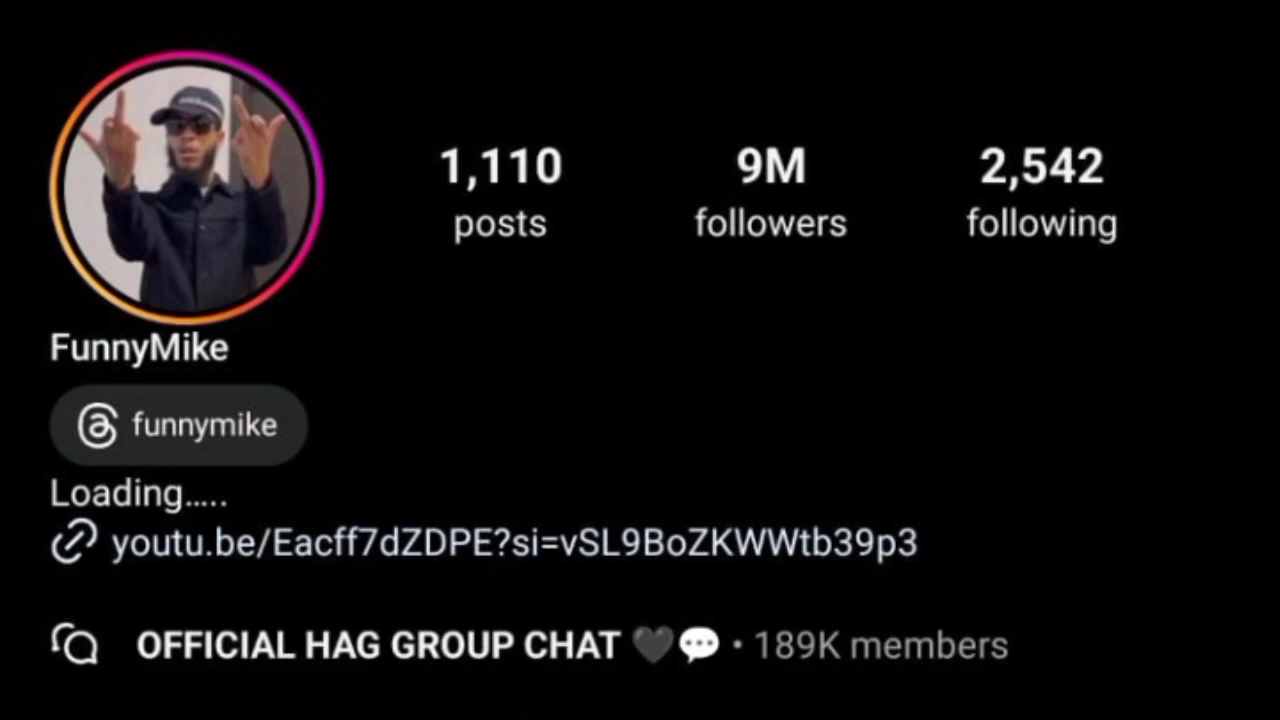 1,110 9M 2,542
posts followers following
FunnyMike
funnymike
Loading.....
youtu.be/Eacff7dZDPE?si=vSL9BoZKWWtb39p3
OFFICIAL HAG GROUP CHAT 🖤💬 • 189K members